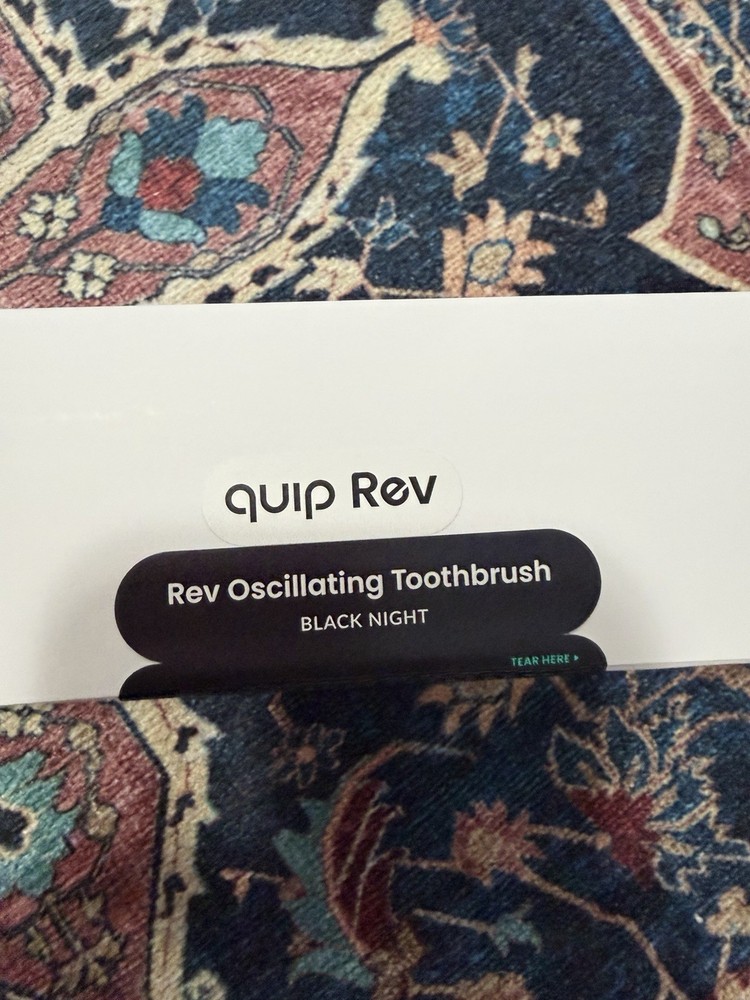 quip Rev
Rev Oscillating Toothbrush
BLACK NIGHT
TEAR HERE ▸